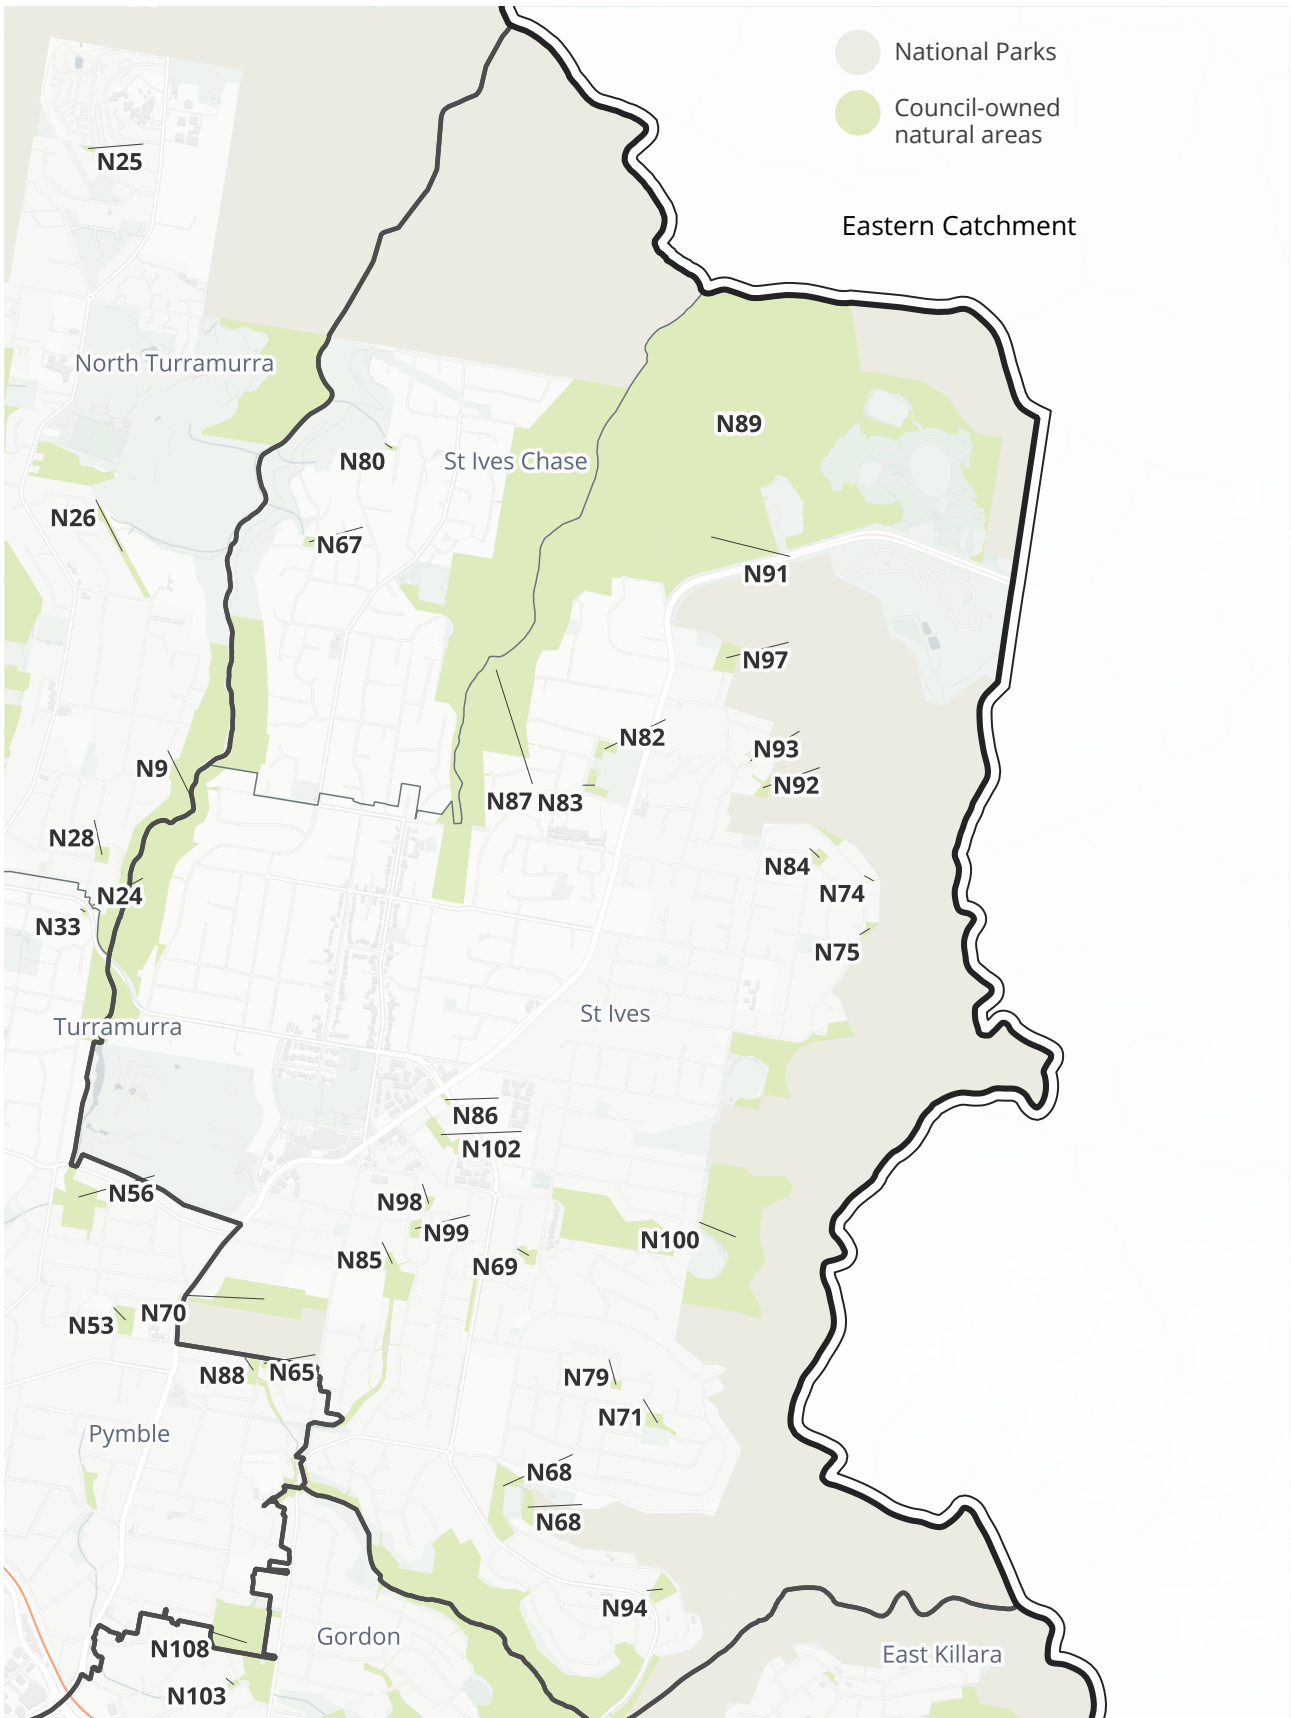 National Parks
Council-owned
natural areas
N25
Eastern Catchment
North Turramurra
N89
N80
St Ives Chase
N26
N67
N91
N97
N82
N93
N9
N92
N87
N83
N28
N84
N74
N24
N33
N75
St Ives
Turramurra
N86
N102
N56
N98
N99
N100
N85
N69
N70
N53
N88
N65
N79
N71
Pymble
N68
N68
N94
Gordon
N108
East Killara
N103